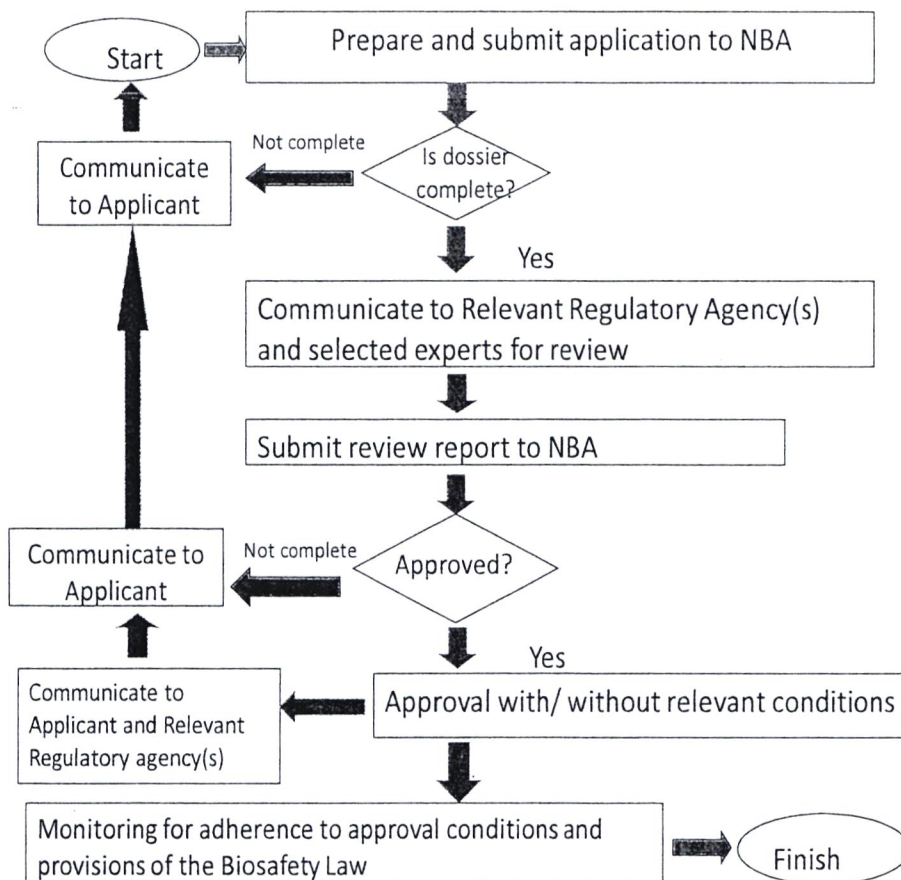 Start
Prepare and submit application to NBA
Not complete
Is dossier
complete?
Communicate
to Applicant
Yes
Communicate to Relevant Regulatory Agency(s)
and selected experts for review
Submit review report to NBA
Communicate to
Applicant
Not complete
Approved?
Yes
Communicate to
Applicant and Relevant
Regulatory agency(s)
Approval with/ without relevant conditions
Monitoring for adherence to approval conditions and
provisions of the Biosafety Law
Finish